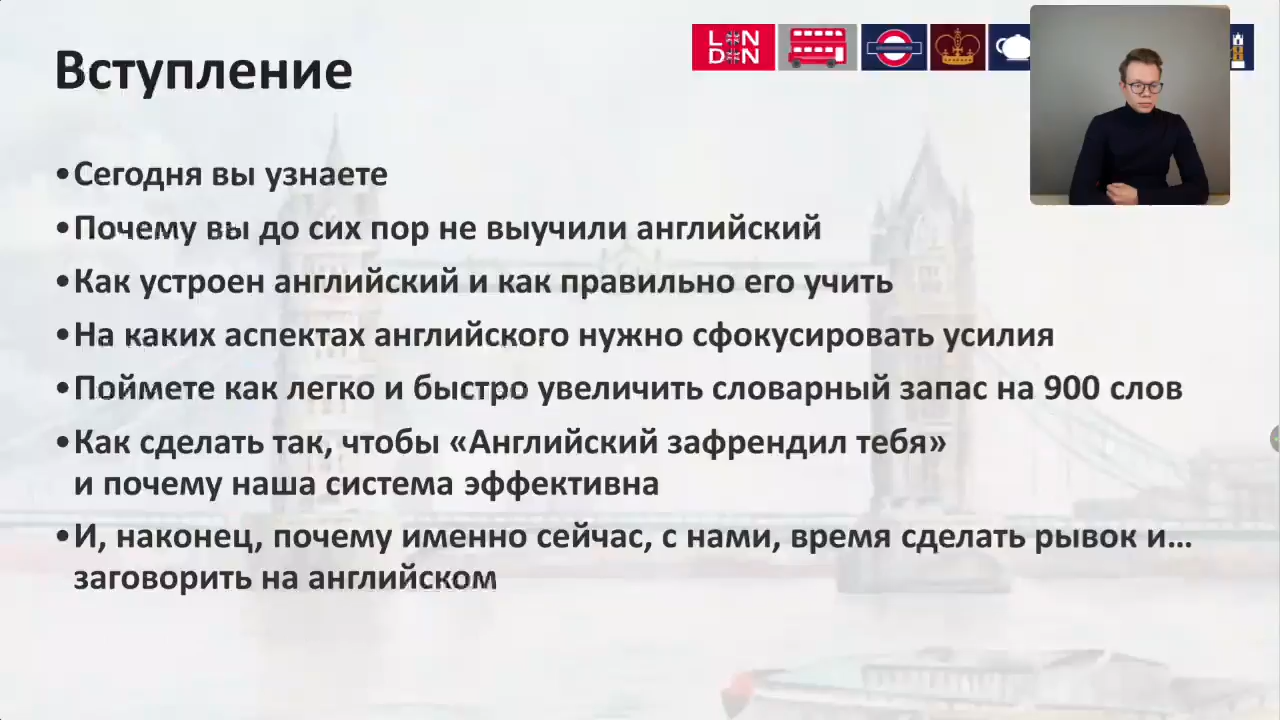 LONDON
Вступление
•Сегодня вы узнаете
•Почему вы до сих пор не выучили английский
•Как устроен английский и как правильно его учить
•На каких аспектах английского нужно сфокусировать усилия
•Поймете как легко и быстро увеличить словарный запас на 900 слов
•Как сделать так, чтобы «Английский зафрендил тебя»
и почему наша система эффективна
•И, наконец, почему именно сейчас, с нами, время сделать рывок и…
заговорить на английском